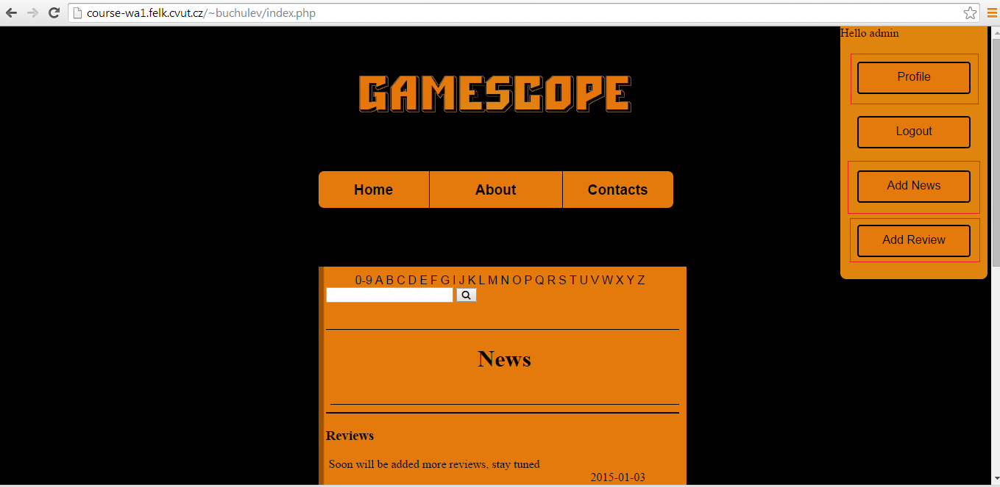 course-wa1.felk.cvut.cz/~buchulev/index.php
Hello admin
Profile
Logout
Add News
Add Review
GAMESCOPE
Home About Contacts
0-9 A B C D E F G I J K L M N O P Q R S T U V W X Y Z
News
Reviews
Soon will be added more reviews, stay tuned
2015-01-03